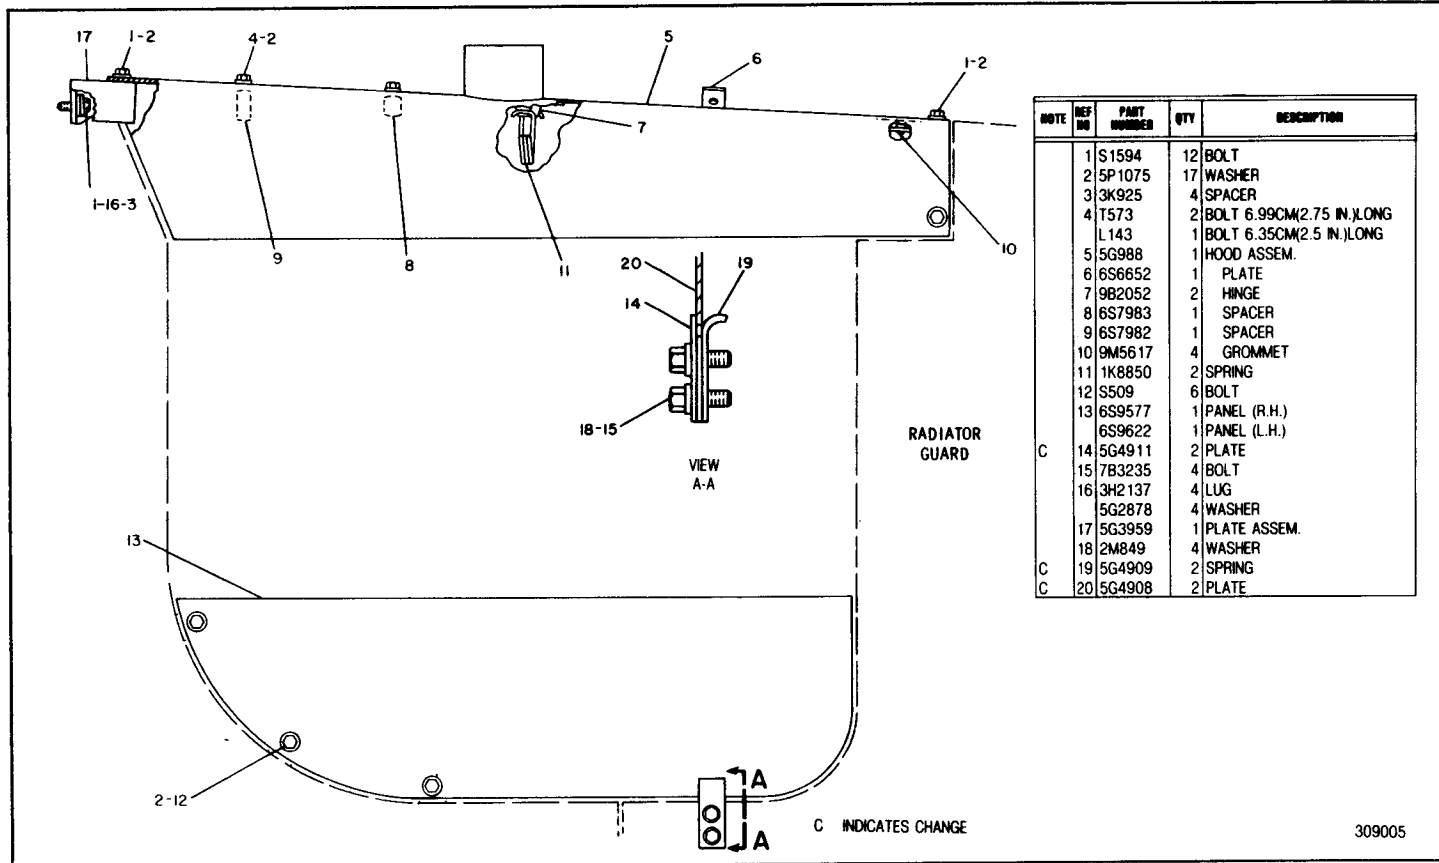 17
1-2
4-2
5
6
1-2
7
1-16-3
9
8
11
10
20
19
14
18-15
VIEW
A-A
RADIATOR
GUARD
13
2-12
A
A
C INDICATES CHANGE
309005
NOTE REF NO PART NUMBER QTY DESCRIPTION
1 S1594 12 BOLT
2 5P1075 17 WASHER
3 3K925 4 SPACER
4 T573 2 BOLT 6.99CM(2.75 IN.)LONG
L143 1 BOLT 6.35CM(2.5 IN.)LONG
5 5G988 1 HOOD ASSEM.
6 6S6652 1 PLATE
7 9B2052 2 HINGE
8 6S7983 1 SPACER
9 6S7982 1 SPACER
10 9M5617 4 GROMMET
11 1K8850 2 SPRING
12 S509 6 BOLT
13 6S9577 1 PANEL (R.H.)
6S9622 1 PANEL (L.H.)
C 14 5G4911 2 PLATE
15 7B3235 4 BOLT
16 3H2137 4 LUG
5G2878 4 WASHER
17 5G3959 1 PLATE ASSEM.
18 2M849 4 WASHER
C 19 5G4909 2 SPRING
C 20 5G4908 2 PLATE